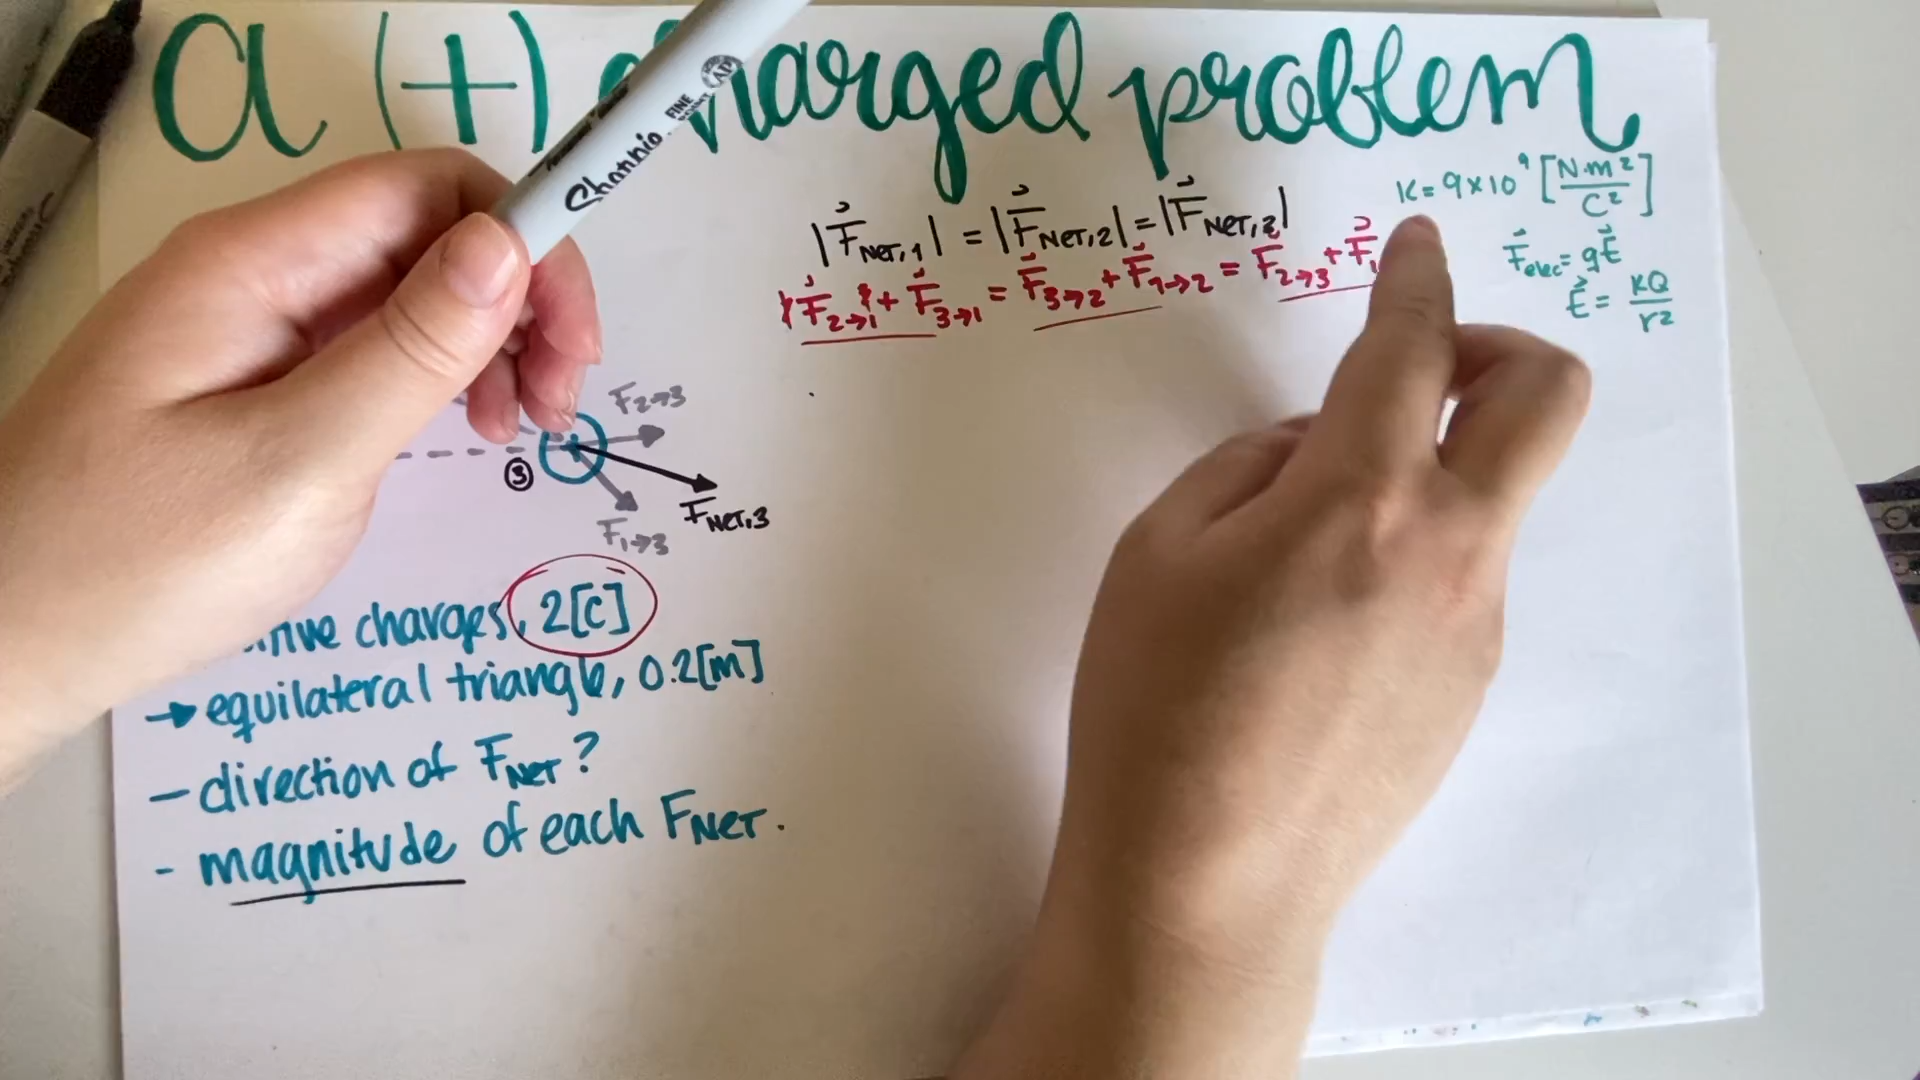 a (+) charged problem
K = 9×10⁹ [N·m²/C²]
|F⃗NET,1| = |F⃗NET,2| = |F⃗NET,3|
F⃗2→1 + F⃗3→1 = F⃗3→2 + F⃗1→2 = F2→3 + F⃗1
F⃗elec = qE⃗
E⃗ = KQ/r²
Sharpie
FINE
AP
F2→3
③
FNET,3
F1→3
charges, 2[C]
→ equilateral triangle, 0.2[m]
— direction of FNET?
- magnitude of each FNET.